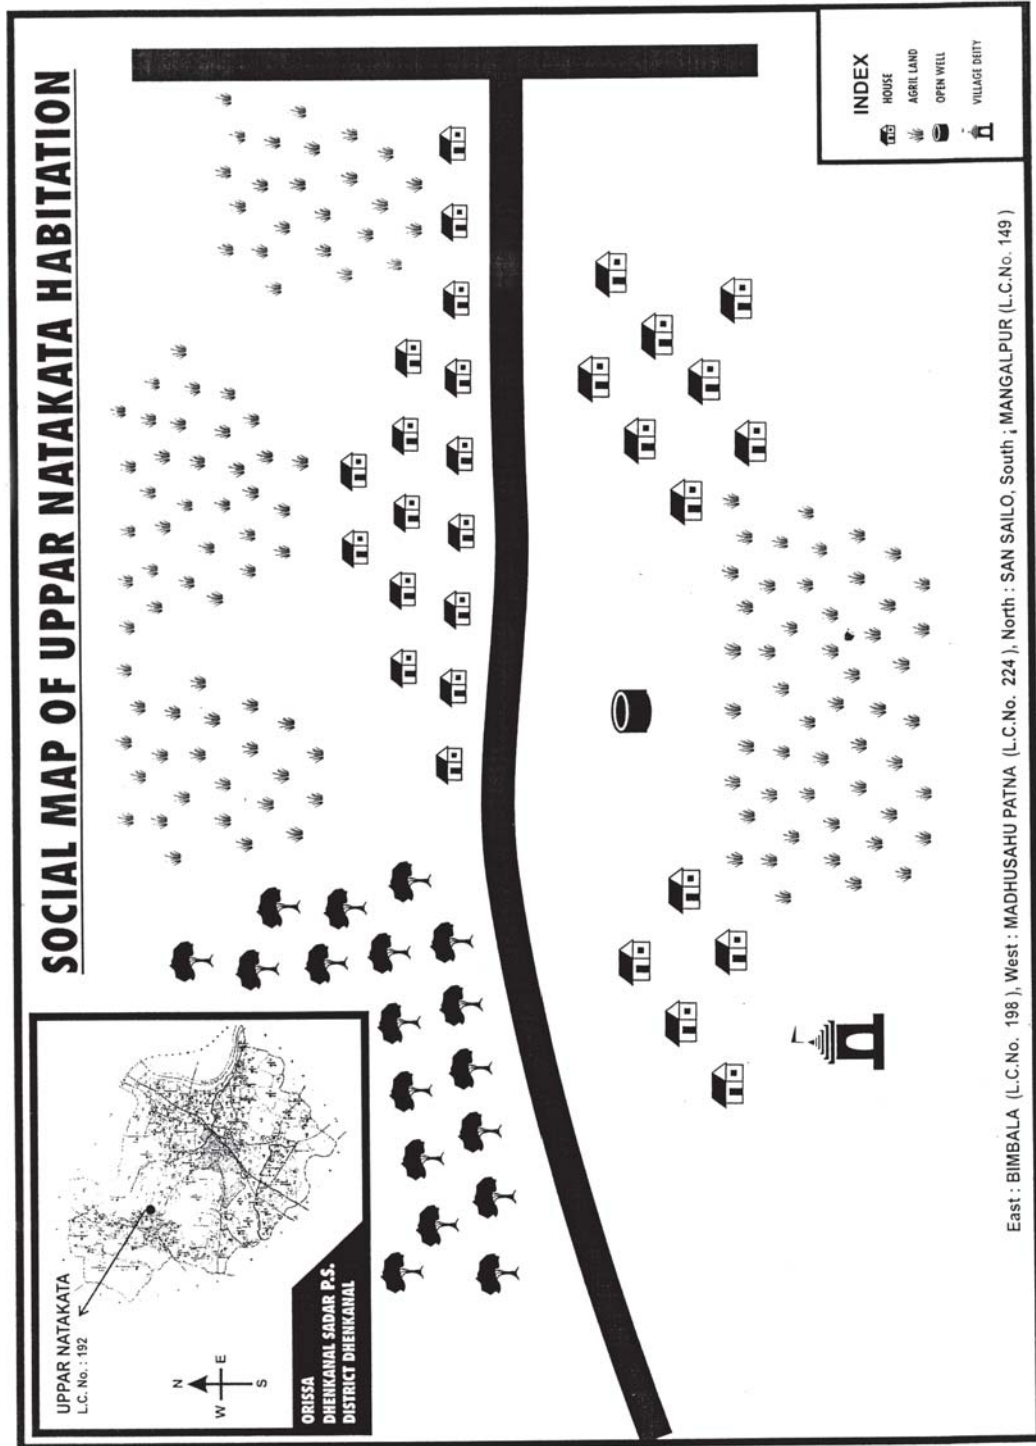 SOCIAL MAP OF UPPAR NATAKATA HABITATION
UPPAR NATAKATA
L.C. No. : 192
N
W E
S
ORISSA
DHENKANAL SADAR P.S.
DISTRICT DHENKANAL
INDEX
HOUSE
AGRIL LAND
OPEN WELL
VILLAGE DEITY
East : BIMBALA (L.C.No. 198 ), West : MADHUSAHU PATNA (L.C.No. 224 ), North : SAN SAILO, South ; MANGALPUR (L.C.No. 149 )